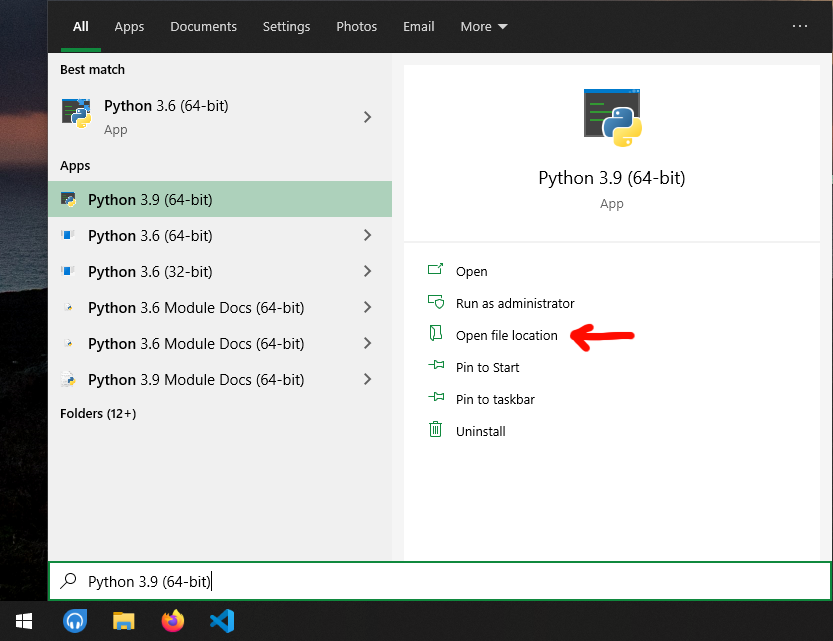 All Apps Documents Settings Photos Email More ...
Best match
Python 3.6 (64-bit)
App
Apps
Python 3.9 (64-bit)
Python 3.6 (64-bit)
Python 3.6 (32-bit)
Python 3.6 Module Docs (64-bit)
Python 3.6 Module Docs (64-bit)
Python 3.9 Module Docs (64-bit)
Folders (12+)
Python 3.9 (64-bit)
App
Open
Run as administrator
Open file location
Pin to Start
Pin to taskbar
Uninstall
Python 3.9 (64-bit)